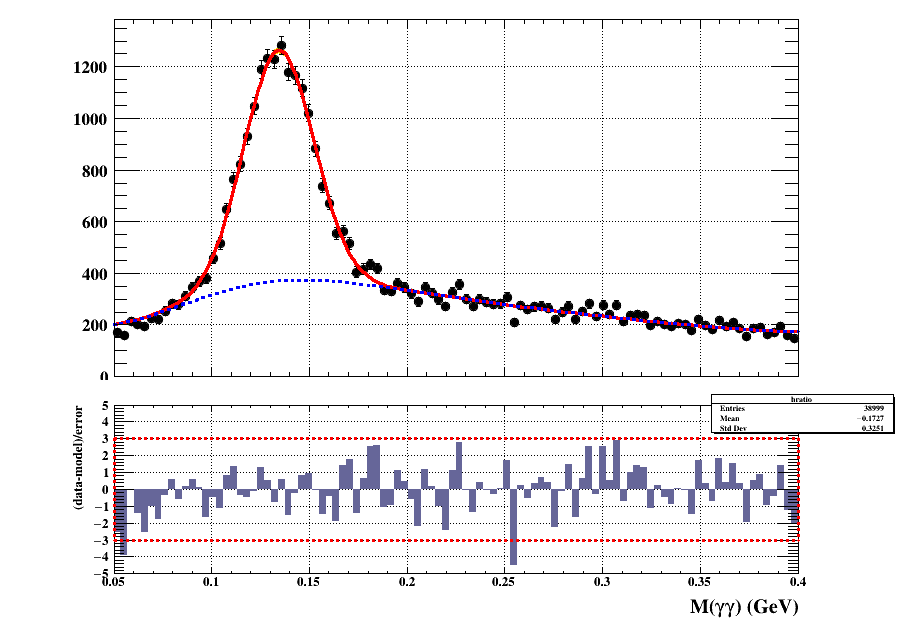 1200
1000
800
600
400
200
0
hratio
Entries 38999
Mean −0.1727
Std Dev 0.3251
(data-model)/error
5
4
3
2
1
0
−1
−2
−3
−4
−5
0.05 0.1 0.15 0.2 0.25 0.3 0.35 0.4
M(γγ) (GeV)